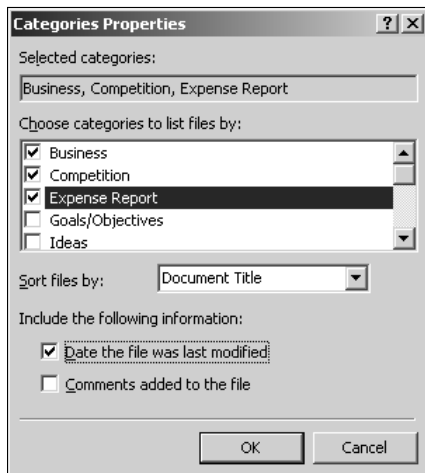 Categories Properties
Selected categories:
Business, Competition, Expense Report
Choose categories to list files by:
Business
Competition
Expense Report
Goals/Objectives
Ideas
Sort files by: Document Title
Include the following information:
Date the file was last modified
Comments added to the file
OK Cancel